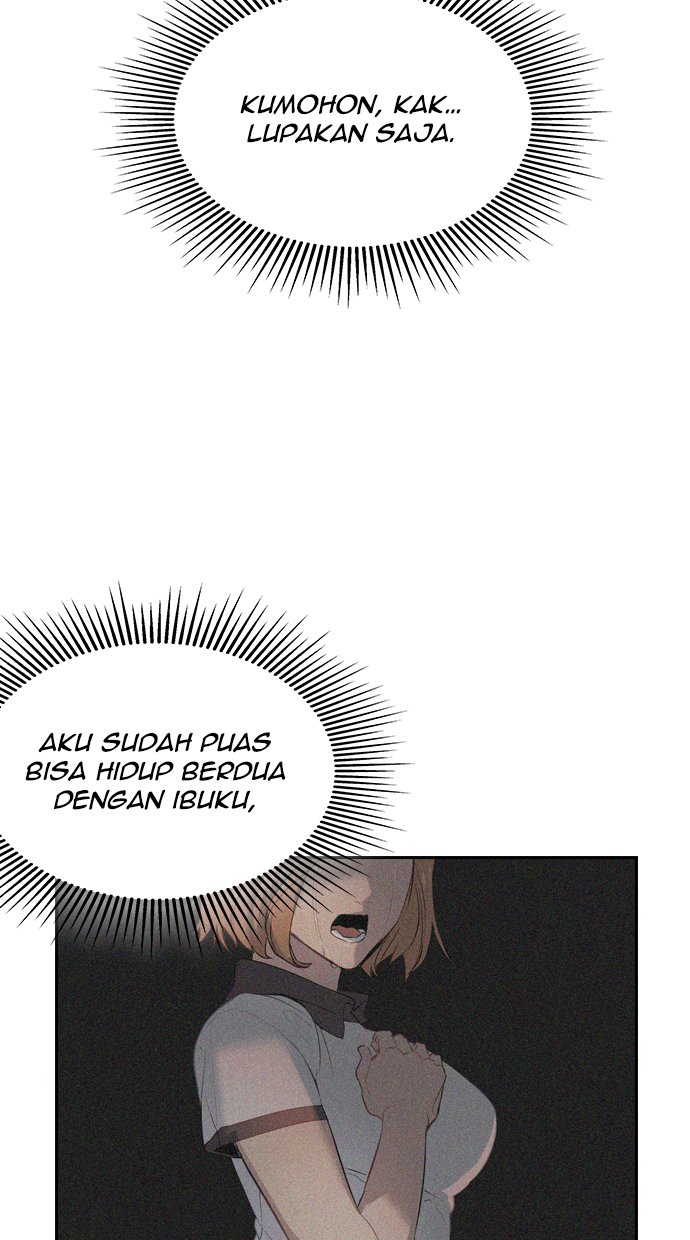 KUMOHON, KAK...
LUPAKAN SAJA.
AKU SUDAH PUAS
BISA HIDUP BERDUA
DENGAN IBUKU,